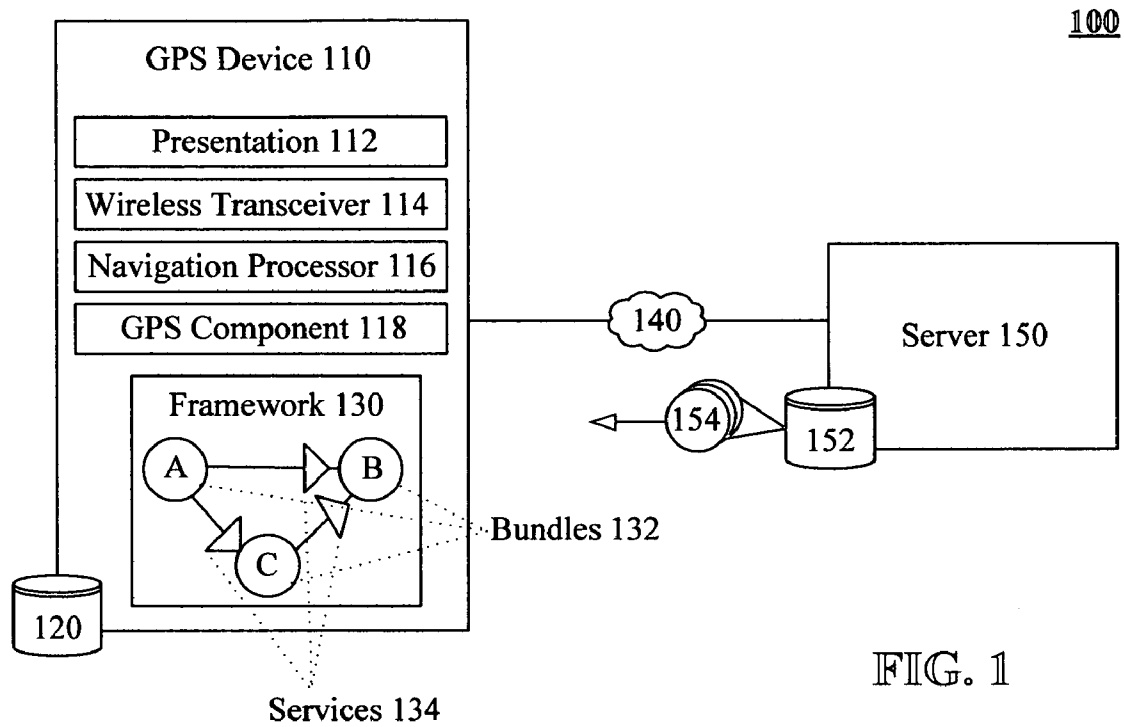 100
GPS Device 110
Presentation 112
Wireless Transceiver 114
Navigation Processor 116
GPS Component 118
140
Server 150
Framework 130
154
152
A
B
Bundles 132
C
120
Services 134
FIG. 1